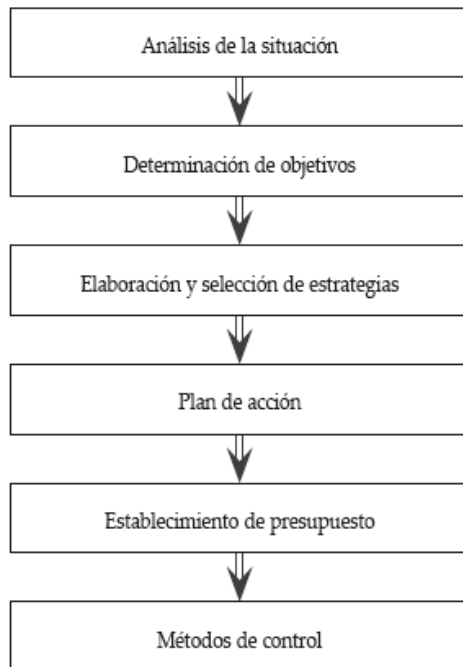 Análisis de la situación
Determinación de objetivos
Elaboración y selección de estrategias
Plan de acción
Establecimiento de presupuesto
Métodos de control